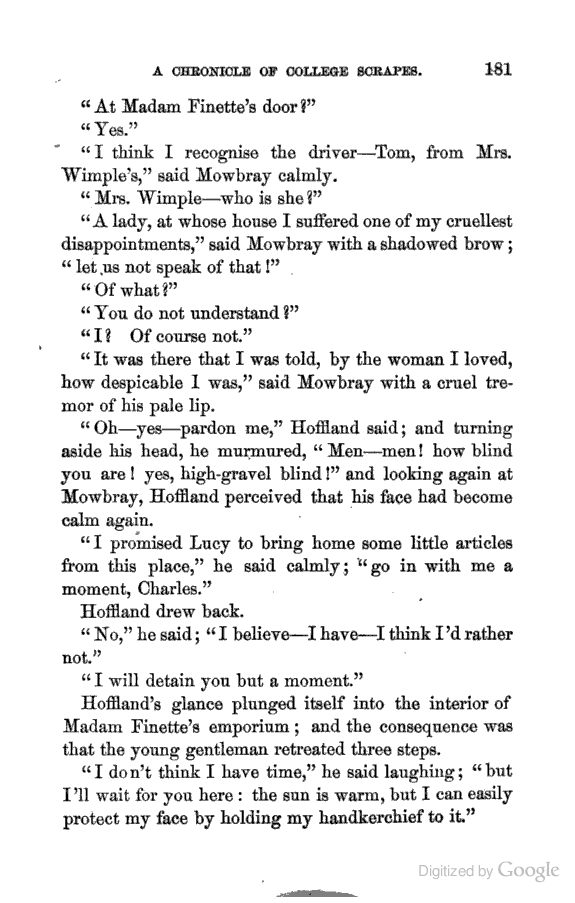 A CHRONICLE OF COLLEGE SCRAPES. 181
“At Madam Finette’s door?”
“Yes.”
“I think I recognise the driver—Tom, from Mrs.
Wimple’s,” said Mowbray calmly.
“Mrs. Wimple—who is she?”
“A lady, at whose house I suffered one of my cruellest
disappointments,” said Mowbray with a shadowed brow;
“let us not speak of that!”
“Of what?”
“You do not understand?”
“I? Of course not.”
“It was there that I was told, by the woman I loved,
how despicable I was,” said Mowbray with a cruel tre-
mor of his pale lip.
“Oh—yes—pardon me,” Hoffland said; and turning
aside his head, he murmured, “Men—men! how blind
you are! yes, high-gravel blind!” and looking again at
Mowbray, Hoffland perceived that his face had become
calm again.
“I promised Lucy to bring home some little articles
from this place,” he said calmly; “go in with me a
moment, Charles.”
Hoffland drew back.
“No,” he said; “I believe—I have—I think I’d rather
not.”
“I will detain you but a moment.”
Hoffland’s glance plunged itself into the interior of
Madam Finette’s emporium; and the consequence was
that the young gentleman retreated three steps.
“I don’t think I have time,” he said laughing; “but
I’ll wait for you here: the sun is warm, but I can easily
protect my face by holding my handkerchief to it.”
Digitized by Google